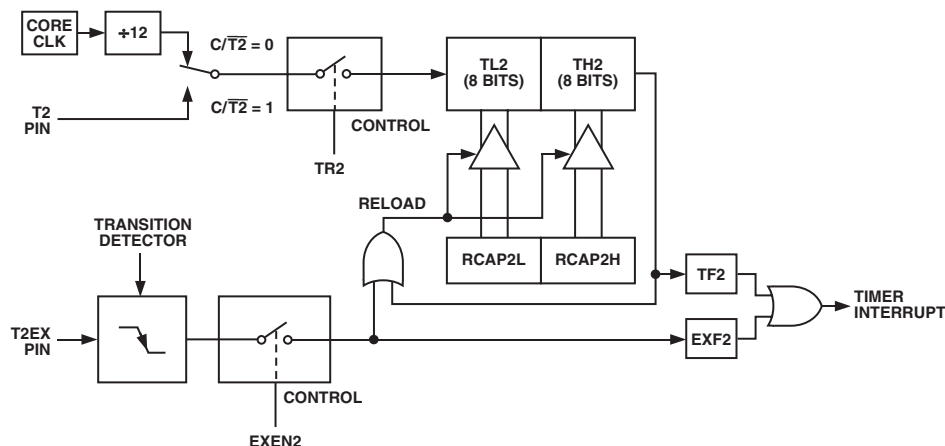 CORE
CLK
÷12
C/T2̅ = 0
C/T2̅ = 1
T2
PIN
CONTROL
TR2
TL2
(8 BITS)
TH2
(8 BITS)
RELOAD
RCAP2L
RCAP2H
TRANSITION
DETECTOR
T2EX
PIN
CONTROL
EXEN2
TF2
EXF2
TIMER
INTERRUPT